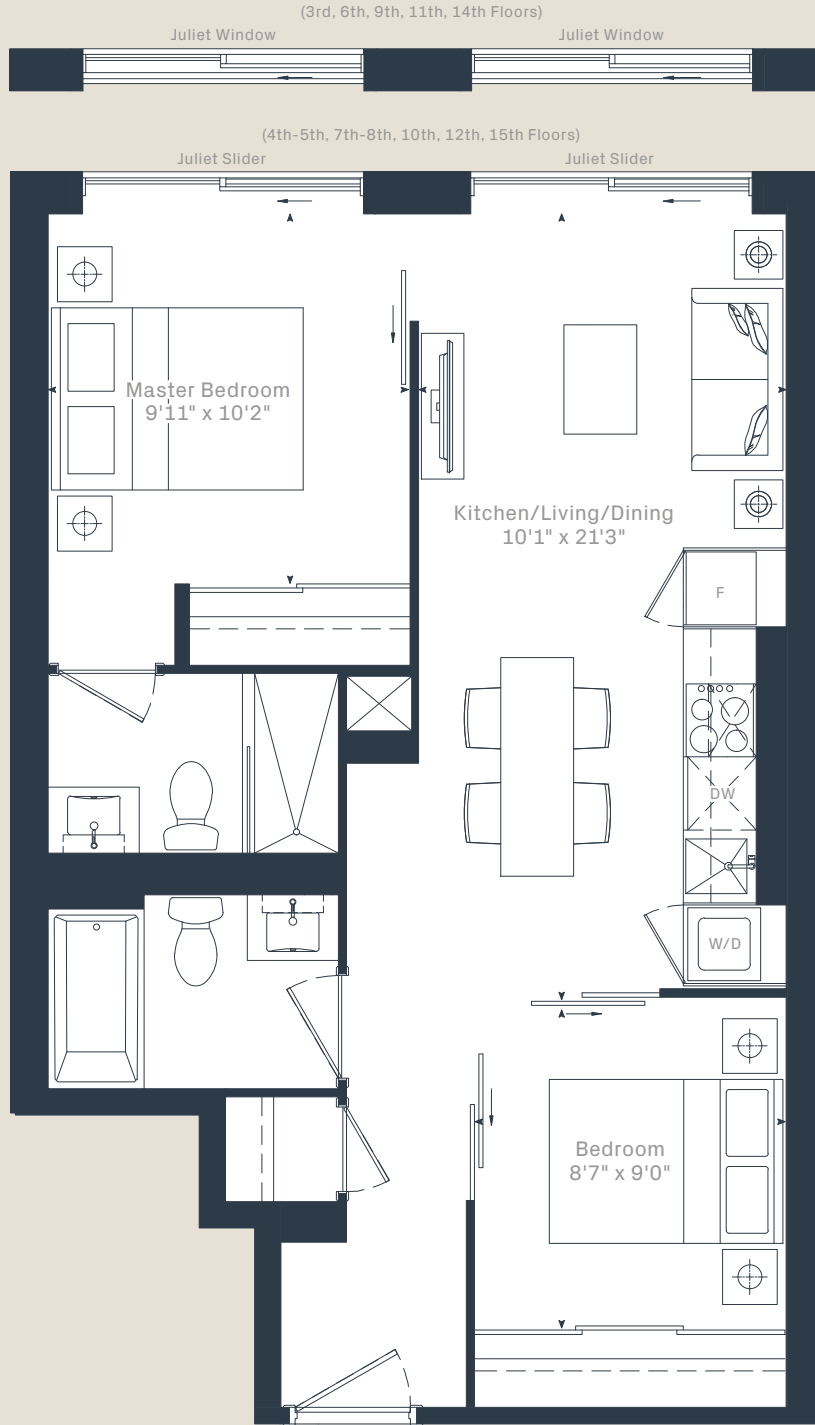 (3rd, 6th, 9th, 11th, 14th Floors)
Juliet Window Juliet Window
(4th-5th, 7th-8th, 10th, 12th, 15th Floors)
Juliet Slider Juliet Slider
Master Bedroom
9'11" x 10'2"
Kitchen/Living/Dining
10'1" x 21'3"
F
DW
W/D
Bedroom
8'7" x 9'0"